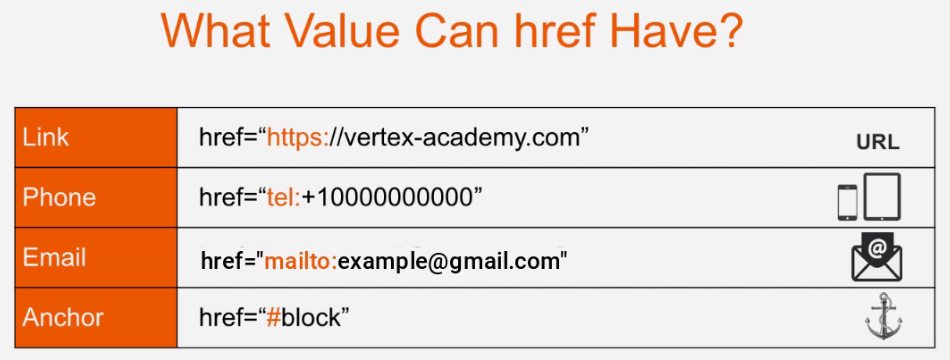 What Value Can href Have?
Link href=“https://vertex-academy.com” URL
Phone href=“tel:+10000000000”
Email href="mailto:example@gmail.com" @
Anchor href=“#block”